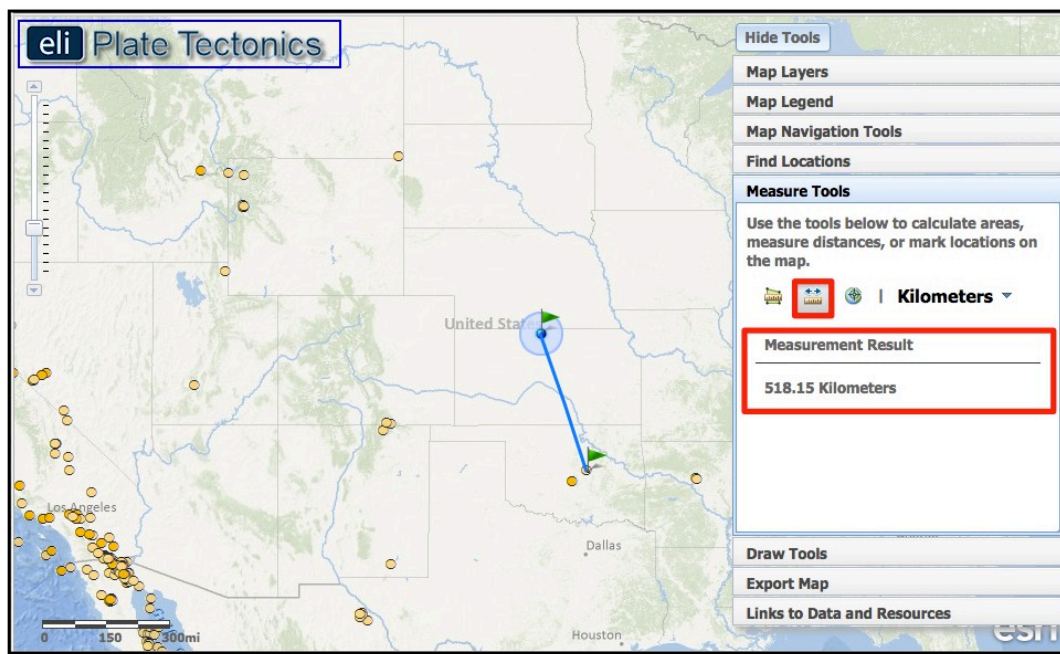 eli Plate Tectonics
Hide Tools
Map Layers
Map Legend
Map Navigation Tools
Find Locations
Measure Tools
Use the tools below to calculate areas,
measure distances, or mark locations on
the map.
| Kilometers
Measurement Result
518.15 Kilometers
Draw Tools
Export Map
Links to Data and Resources
United State
Los Angeles
Dallas
Houston
0 150 300mi
esri